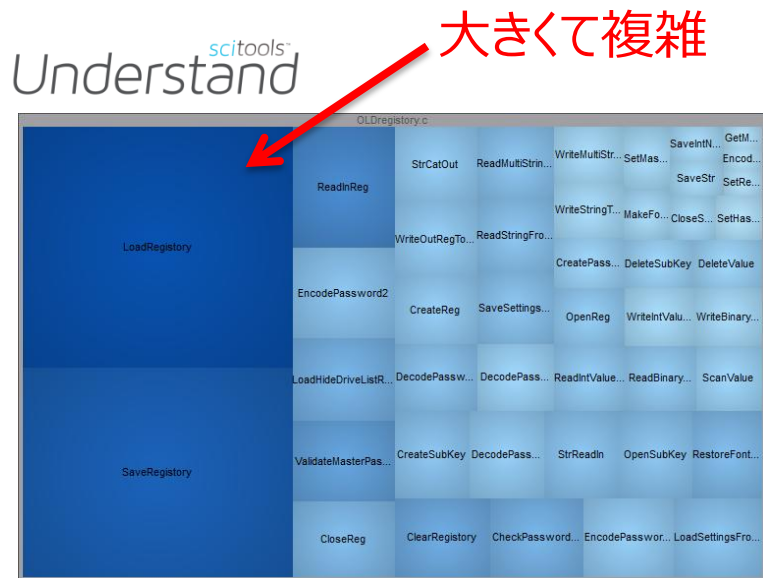 大きくて複雑
scitools™
Understand
OLDregistory.c
LoadRegistory
SaveRegistory
ReadInReg
EncodePassword2
LoadHideDriveListR...
ValidateMasterPas...
CloseReg
StrCatOut
ReadMultiStrin...
WriteOutRegTo...
ReadStringFro...
CreateReg
SaveSettings...
DecodePassw...
DecodePass...
CreateSubKey
DecodePass...
ClearRegistory
CheckPassword...
WriteMultiStr...
SetMas...
SaveIntN...
GetM...
Encod...
SaveStr
SetRe...
WriteStringT...
MakeFo...
CloseS...
SetHas...
CreatePass...
DeleteSubKey
DeleteValue
OpenReg
WriteIntValu...
WriteBinary...
ReadIntValue...
ReadBinary...
ScanValue
StrReadIn
OpenSubKey
RestoreFont...
EncodePasswor...
LoadSettingsFro...